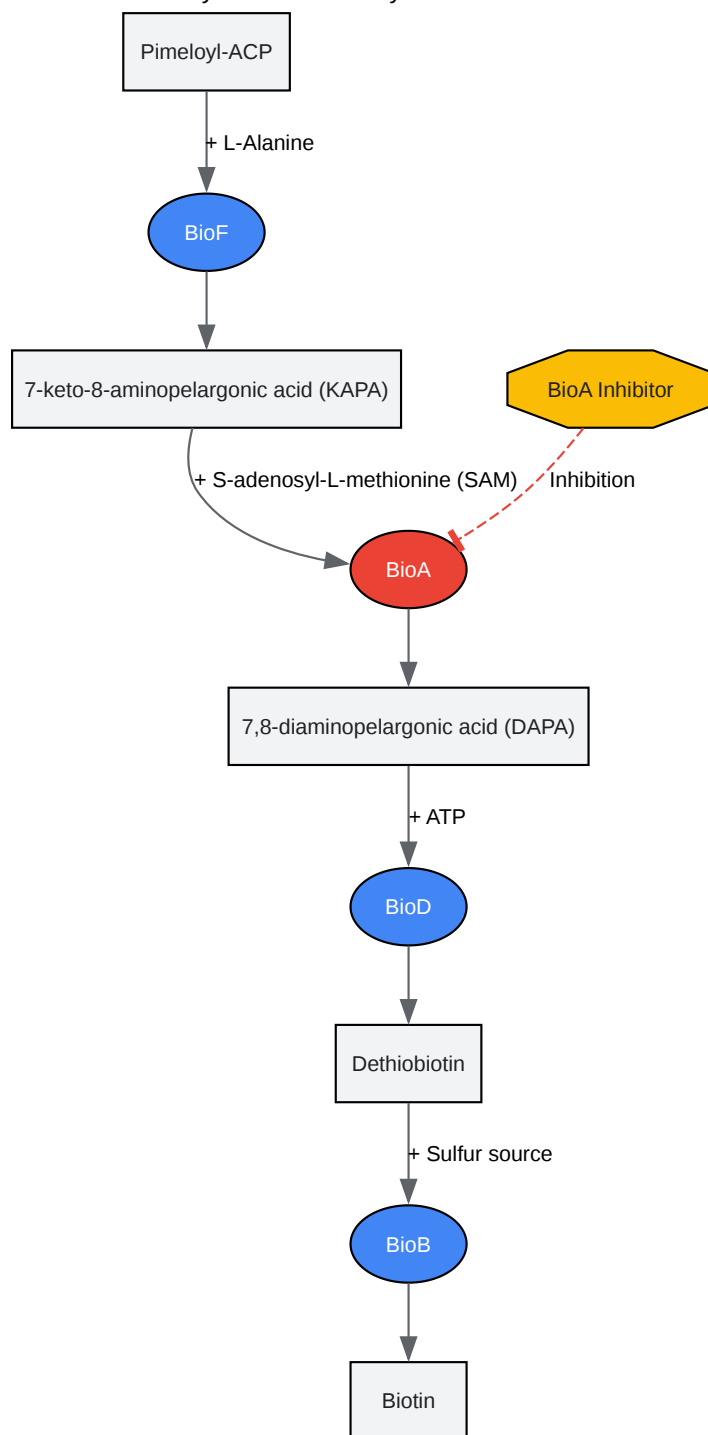 Pimeloyl-ACP
+ L-Alanine
BioF
7-keto-8-aminopelargonic acid (KAPA)
BioA Inhibitor
+ S-adenosyl-L-methionine (SAM)
Inhibition
BioA
7,8-diaminopelargonic acid (DAPA)
+ ATP
BioD
Dethiobiotin
+ Sulfur source
BioB
Biotin